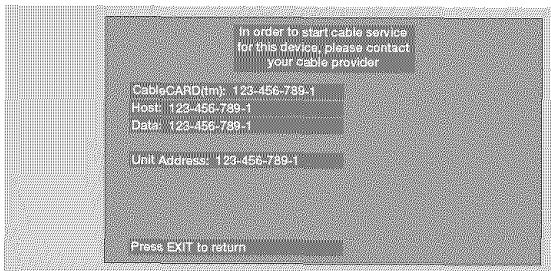 In order to start cable service
for this device, please contact
your cable provider
CableCARD(tm): 123-456-789-1
Host: 123-456-789-1
Data: 123-456-789-1
Unit Address: 123-456-789-1
Press EXIT to return